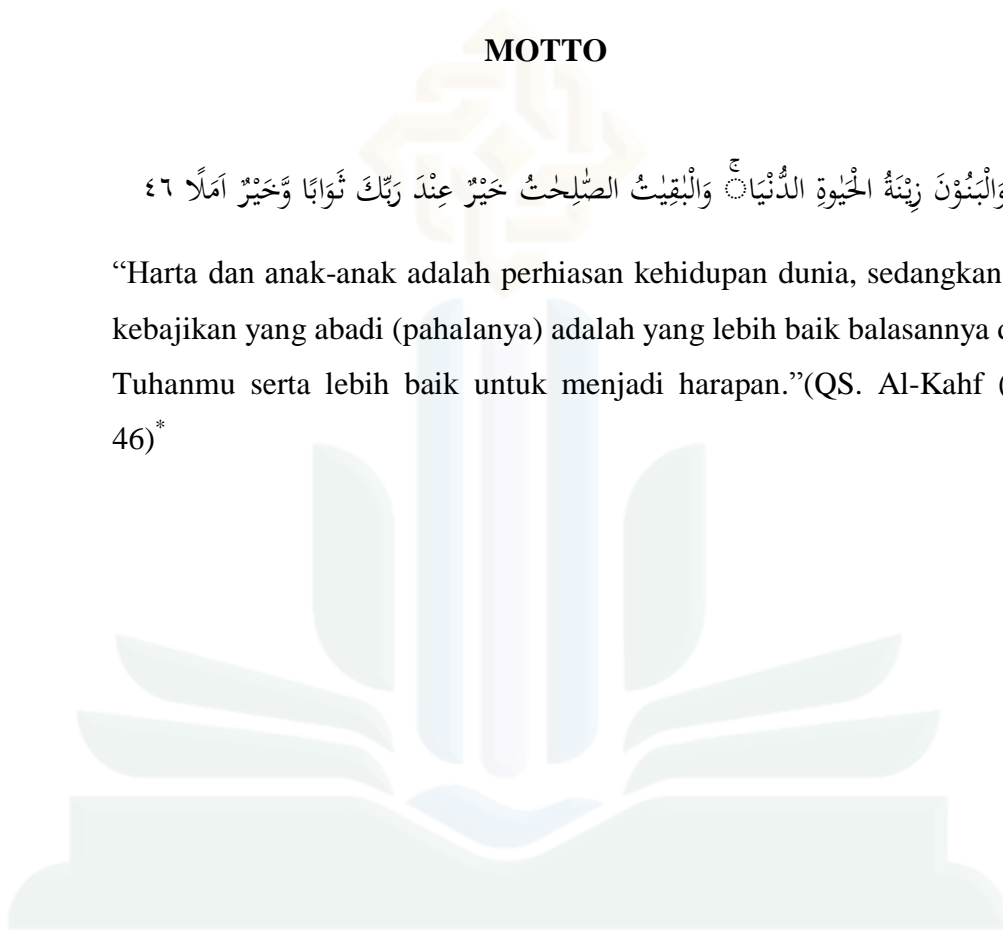 MOTTO
وَالْبَنُوْنَ زِيْنَةُ الْحَيٰوةِ الدُّنْيَاۚ وَالْبٰقِيٰتُ الصّٰلِحٰتُ خَيْرٌ عِنْدَ رَبِّكَ ثَوَابًا وَّخَيْرٌ اَمَلًا ٤٦
“Harta dan anak-anak adalah perhiasan kehidupan dunia, sedangkan
kebajikan yang abadi (pahalanya) adalah yang lebih baik balasannya
Tuhanmu serta lebih baik untuk menjadi harapan.”(QS. Al-Kahf (
46)*